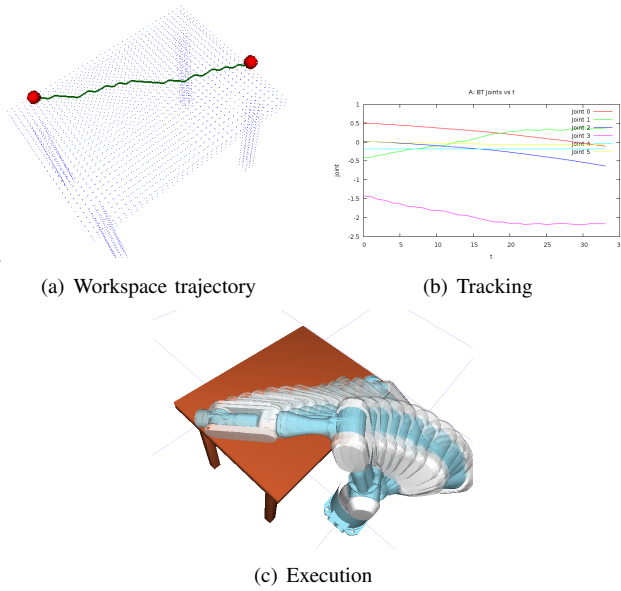 A: BT joints vs t
joint 0
joint 1
joint 2
joint 3
joint 4
joint 5
1
0.5
0
-0.5
-1
-1.5
-2
-2.5
joint
0
5
10
15
20
25
30
35
t
(a) Workspace trajectory
(b) Tracking
(c) Execution